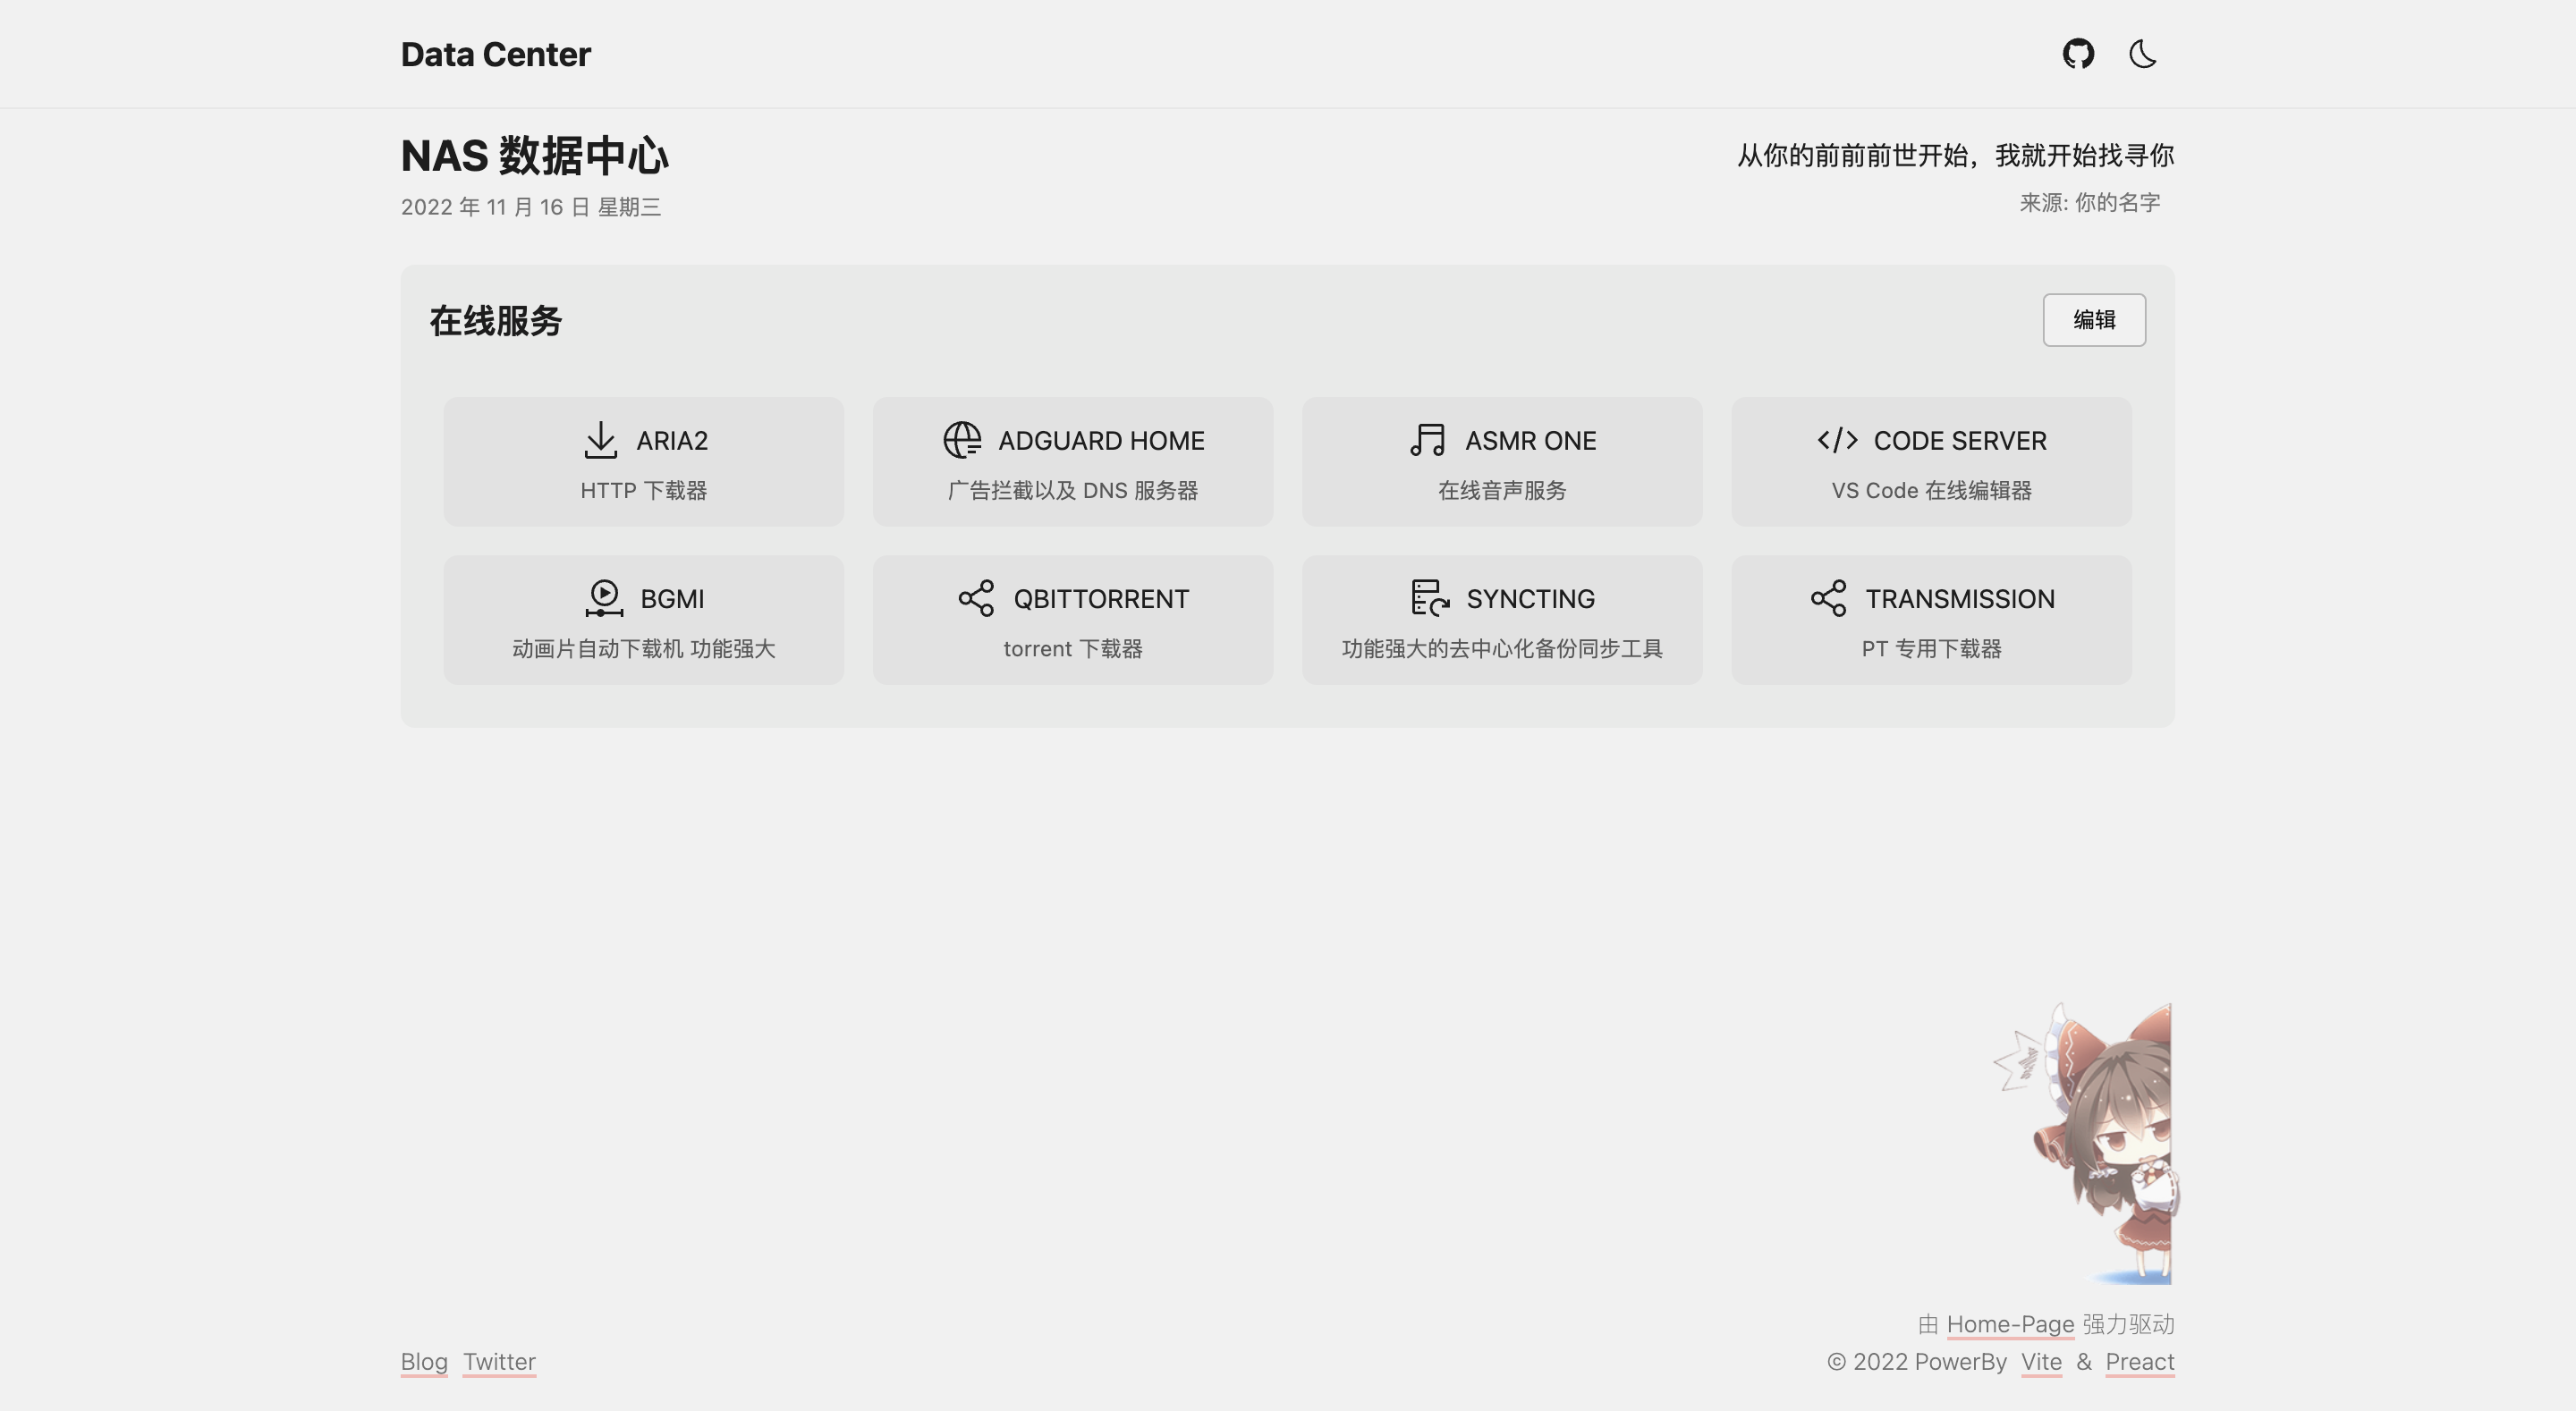 Data Center
NAS 数据中心
2022 年 11 月 16 日 星期三
从你的前前前世开始，我就开始找寻你
来源: 你的名字
在线服务
编辑
ARIA2
HTTP 下载器
ADGUARD HOME
广告拦截以及 DNS 服务器
ASMR ONE
在线音声服务
CODE SERVER
VS Code 在线编辑器
BGMI
动画片自动下载机 功能强大
QBITTORRENT
torrent 下载器
SYNCTING
功能强大的去中心化备份同步工具
TRANSMISSION
PT 专用下载器
由 Home-Page 强力驱动
Blog Twitter
© 2022 PowerBy Vite & Preact